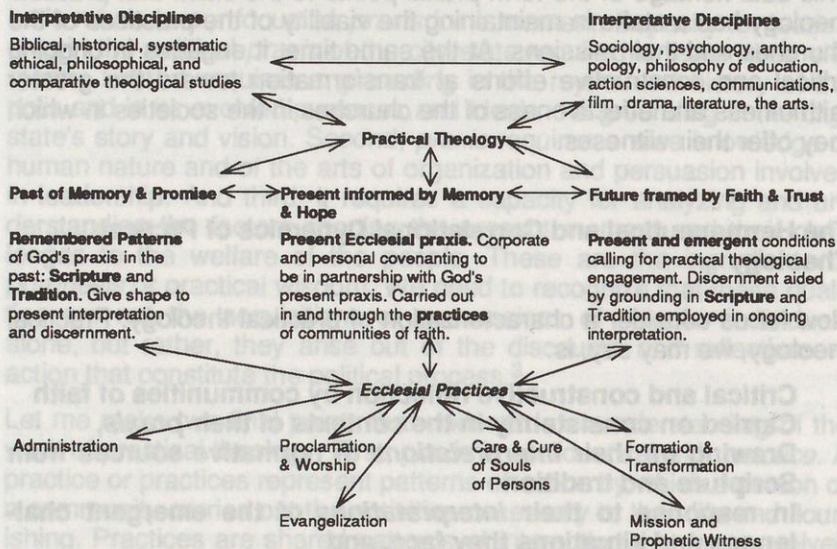 Interpretative Disciplines
Biblical, historical, systematic
ethical, philosophical, and
comparative theological studies
Interpretative Disciplines
Sociology, psychology, anthro-
pology, philosophy of education,
action sciences, communications,
film , drama, literature, the arts.
Practical Theology
Past of Memory & Promise
Present informed by Memory
& Hope
Future framed by Faith & Trust
Remembered Patterns
of God's praxis in the
past: Scripture and
Tradition. Give shape to
present interpretation
and discernment.
Present Ecclesial praxis. Corporate
and personal covenanting to
be in partnership with God's
present praxis. Carried out
in and through the practices
of communities of faith.
Present and emergent conditions
calling for practical theological
engagement. Discernment aided
by grounding in Scripture and
Tradition employed in ongoing
interpretation.
Ecclesial Practices
Administration
Proclamation
& Worship
Care & Cure
of Souls
of Persons
Formation &
Transformation
Evangelization
Mission and
Prophetic Witness